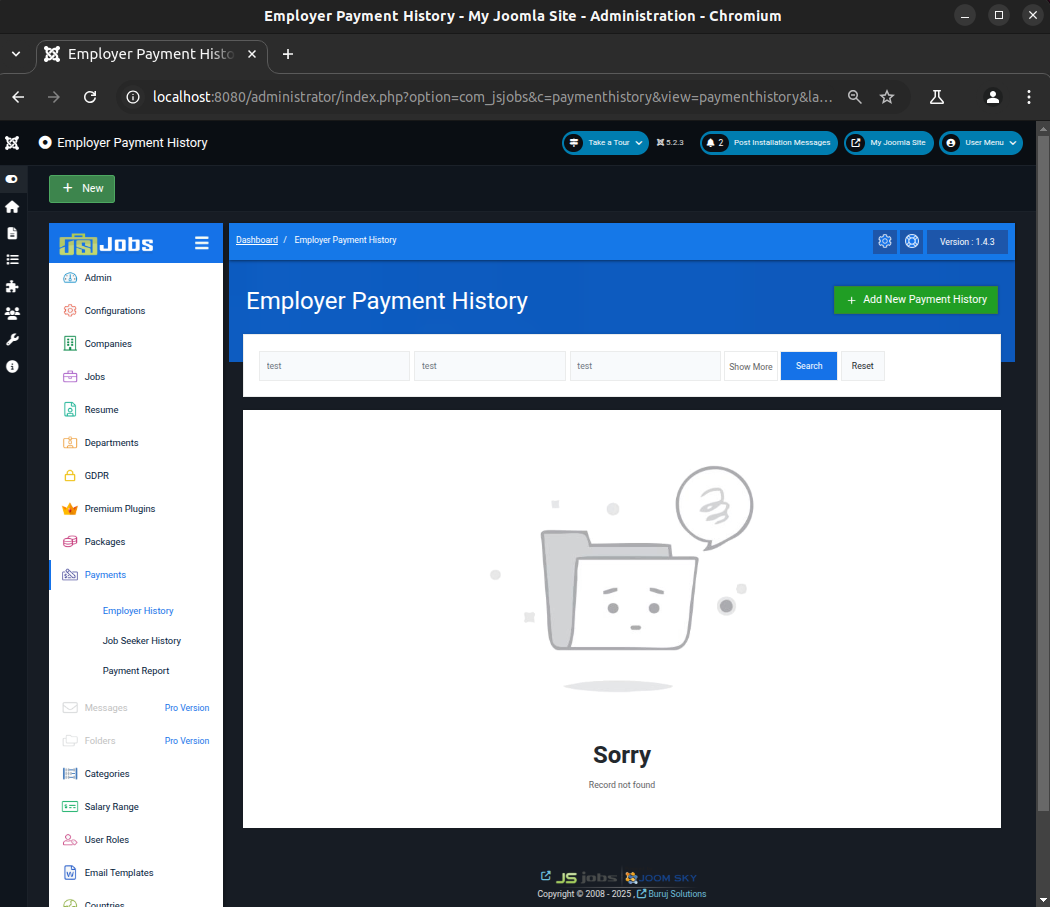 Employer Payment History - My Joomla Site - Administration - Chromium
Employer Payment Histo
localhost:8080/administrator/index.php?option=com_jsjobs&c=paymenthistory&view=paymenthistory&la...
Employer Payment History
Take a Tour
5.2.3
2 Post Installation Messages
My Joomla Site
User Menu
+ New
JS Jobs
Dashboard / Employer Payment History
Version : 1.4.3
Admin
Configurations
Companies
Jobs
Resume
Departments
GDPR
Premium Plugins
Packages
Payments
Employer History
Job Seeker History
Payment Report
Messages Pro Version
Folders Pro Version
Categories
Salary Range
User Roles
Email Templates
Countries
Employer Payment History
+ Add New Payment History
test test test Show More Search Reset
Sorry
Record not found
JS jobs JOOM SKY
Copyright © 2008 - 2025 , Buruj Solutions